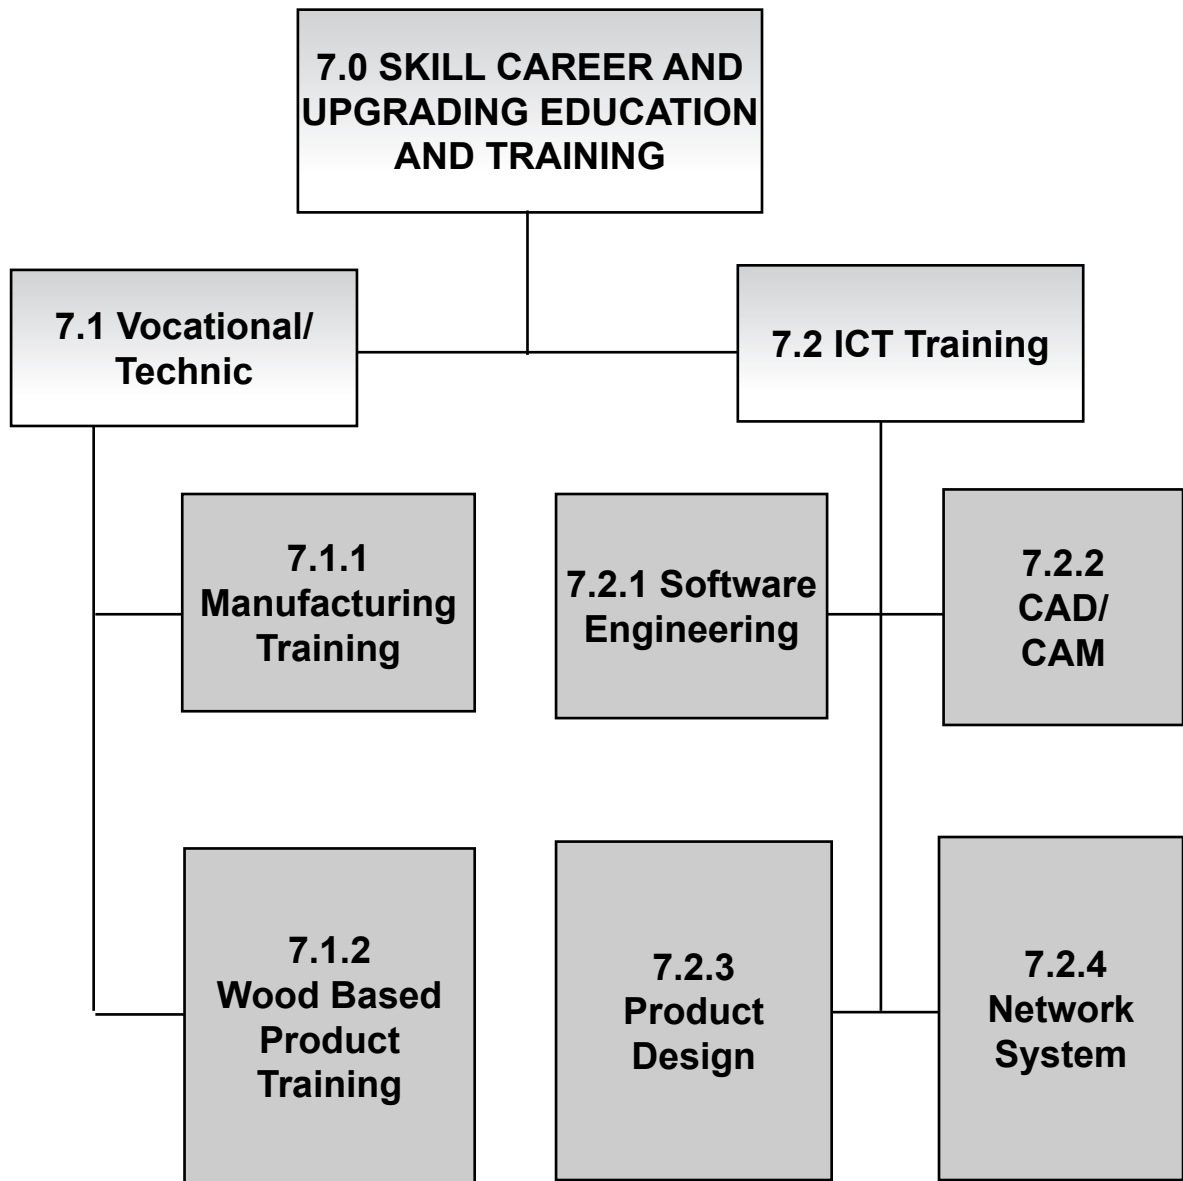 7.0 SKILL CAREER AND
UPGRADING EDUCATION
AND TRAINING
7.1 Vocational/
Technic
7.2 ICT Training
7.1.1
Manufacturing
Training
7.2.1 Software
Engineering
7.2.2
CAD/
CAM
7.1.2
Wood Based
Product
Training
7.2.3
Product
Design
7.2.4
Network
System